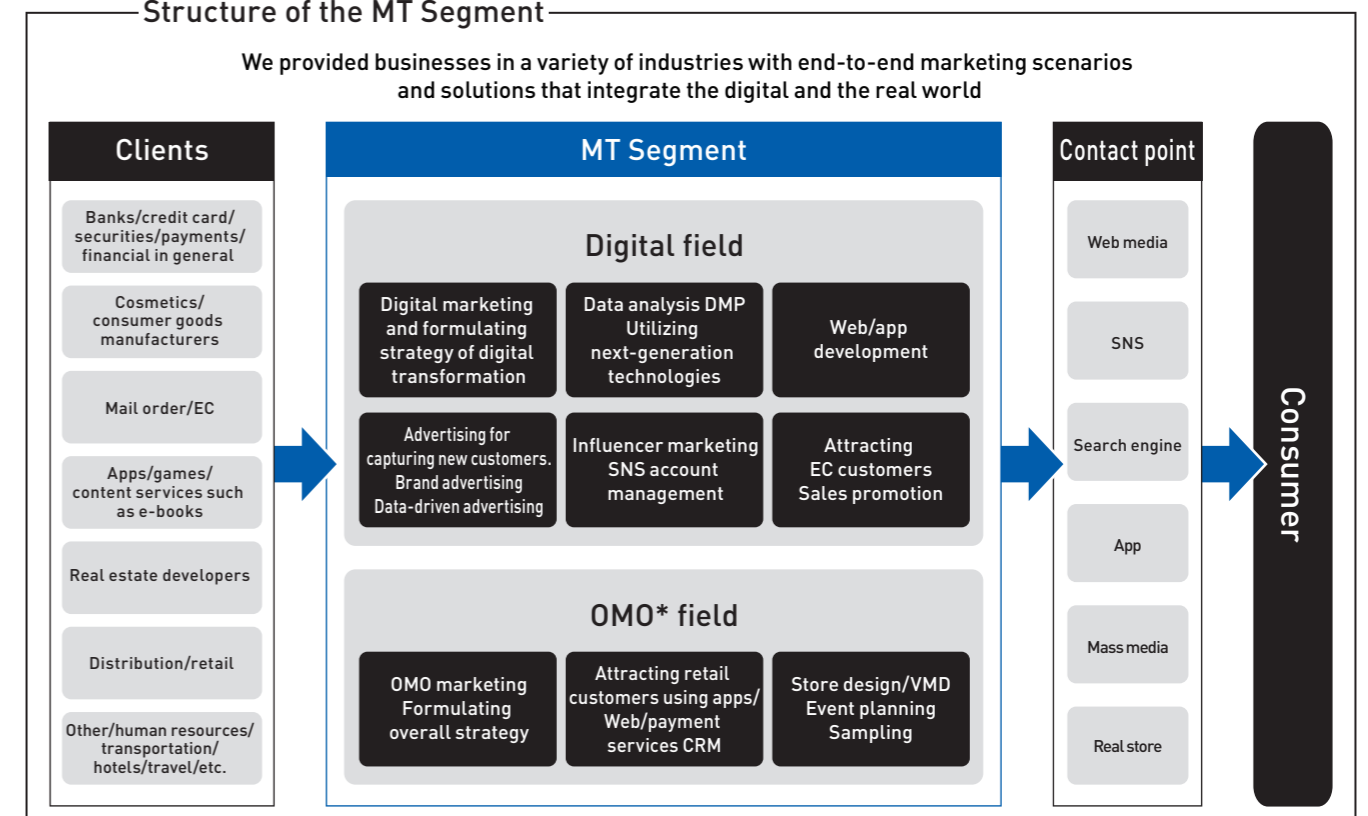 Structure of the MT Segment
We provided businesses in a variety of industries with end-to-end marketing scenarios
and solutions that integrate the digital and the real world
Clients
Banks/credit card/
securities/payments/
financial in general
Cosmetics/
consumer goods
manufacturers
Mail order/EC
Apps/games/
content services such
as e-books
Real estate developers
Distribution/retail
Other/human resources/
transportation/
hotels/travel/etc.
MT Segment
Digital field
Digital marketing
and formulating
strategy of digital
transformation
Data analysis DMP
Utilizing
next-generation
technologies
Web/app
development
Advertising for
capturing new customers.
Brand advertising
Data-driven advertising
Influencer marketing
SNS account
management
Attracting
EC customers
Sales promotion
OMO* field
OMO marketing
Formulating
overall strategy
Attracting retail
customers using apps/
Web/payment
services CRM
Store design/VMD
Event planning
Sampling
Contact point
Web media
SNS
Search engine
App
Mass media
Real store
Consumer